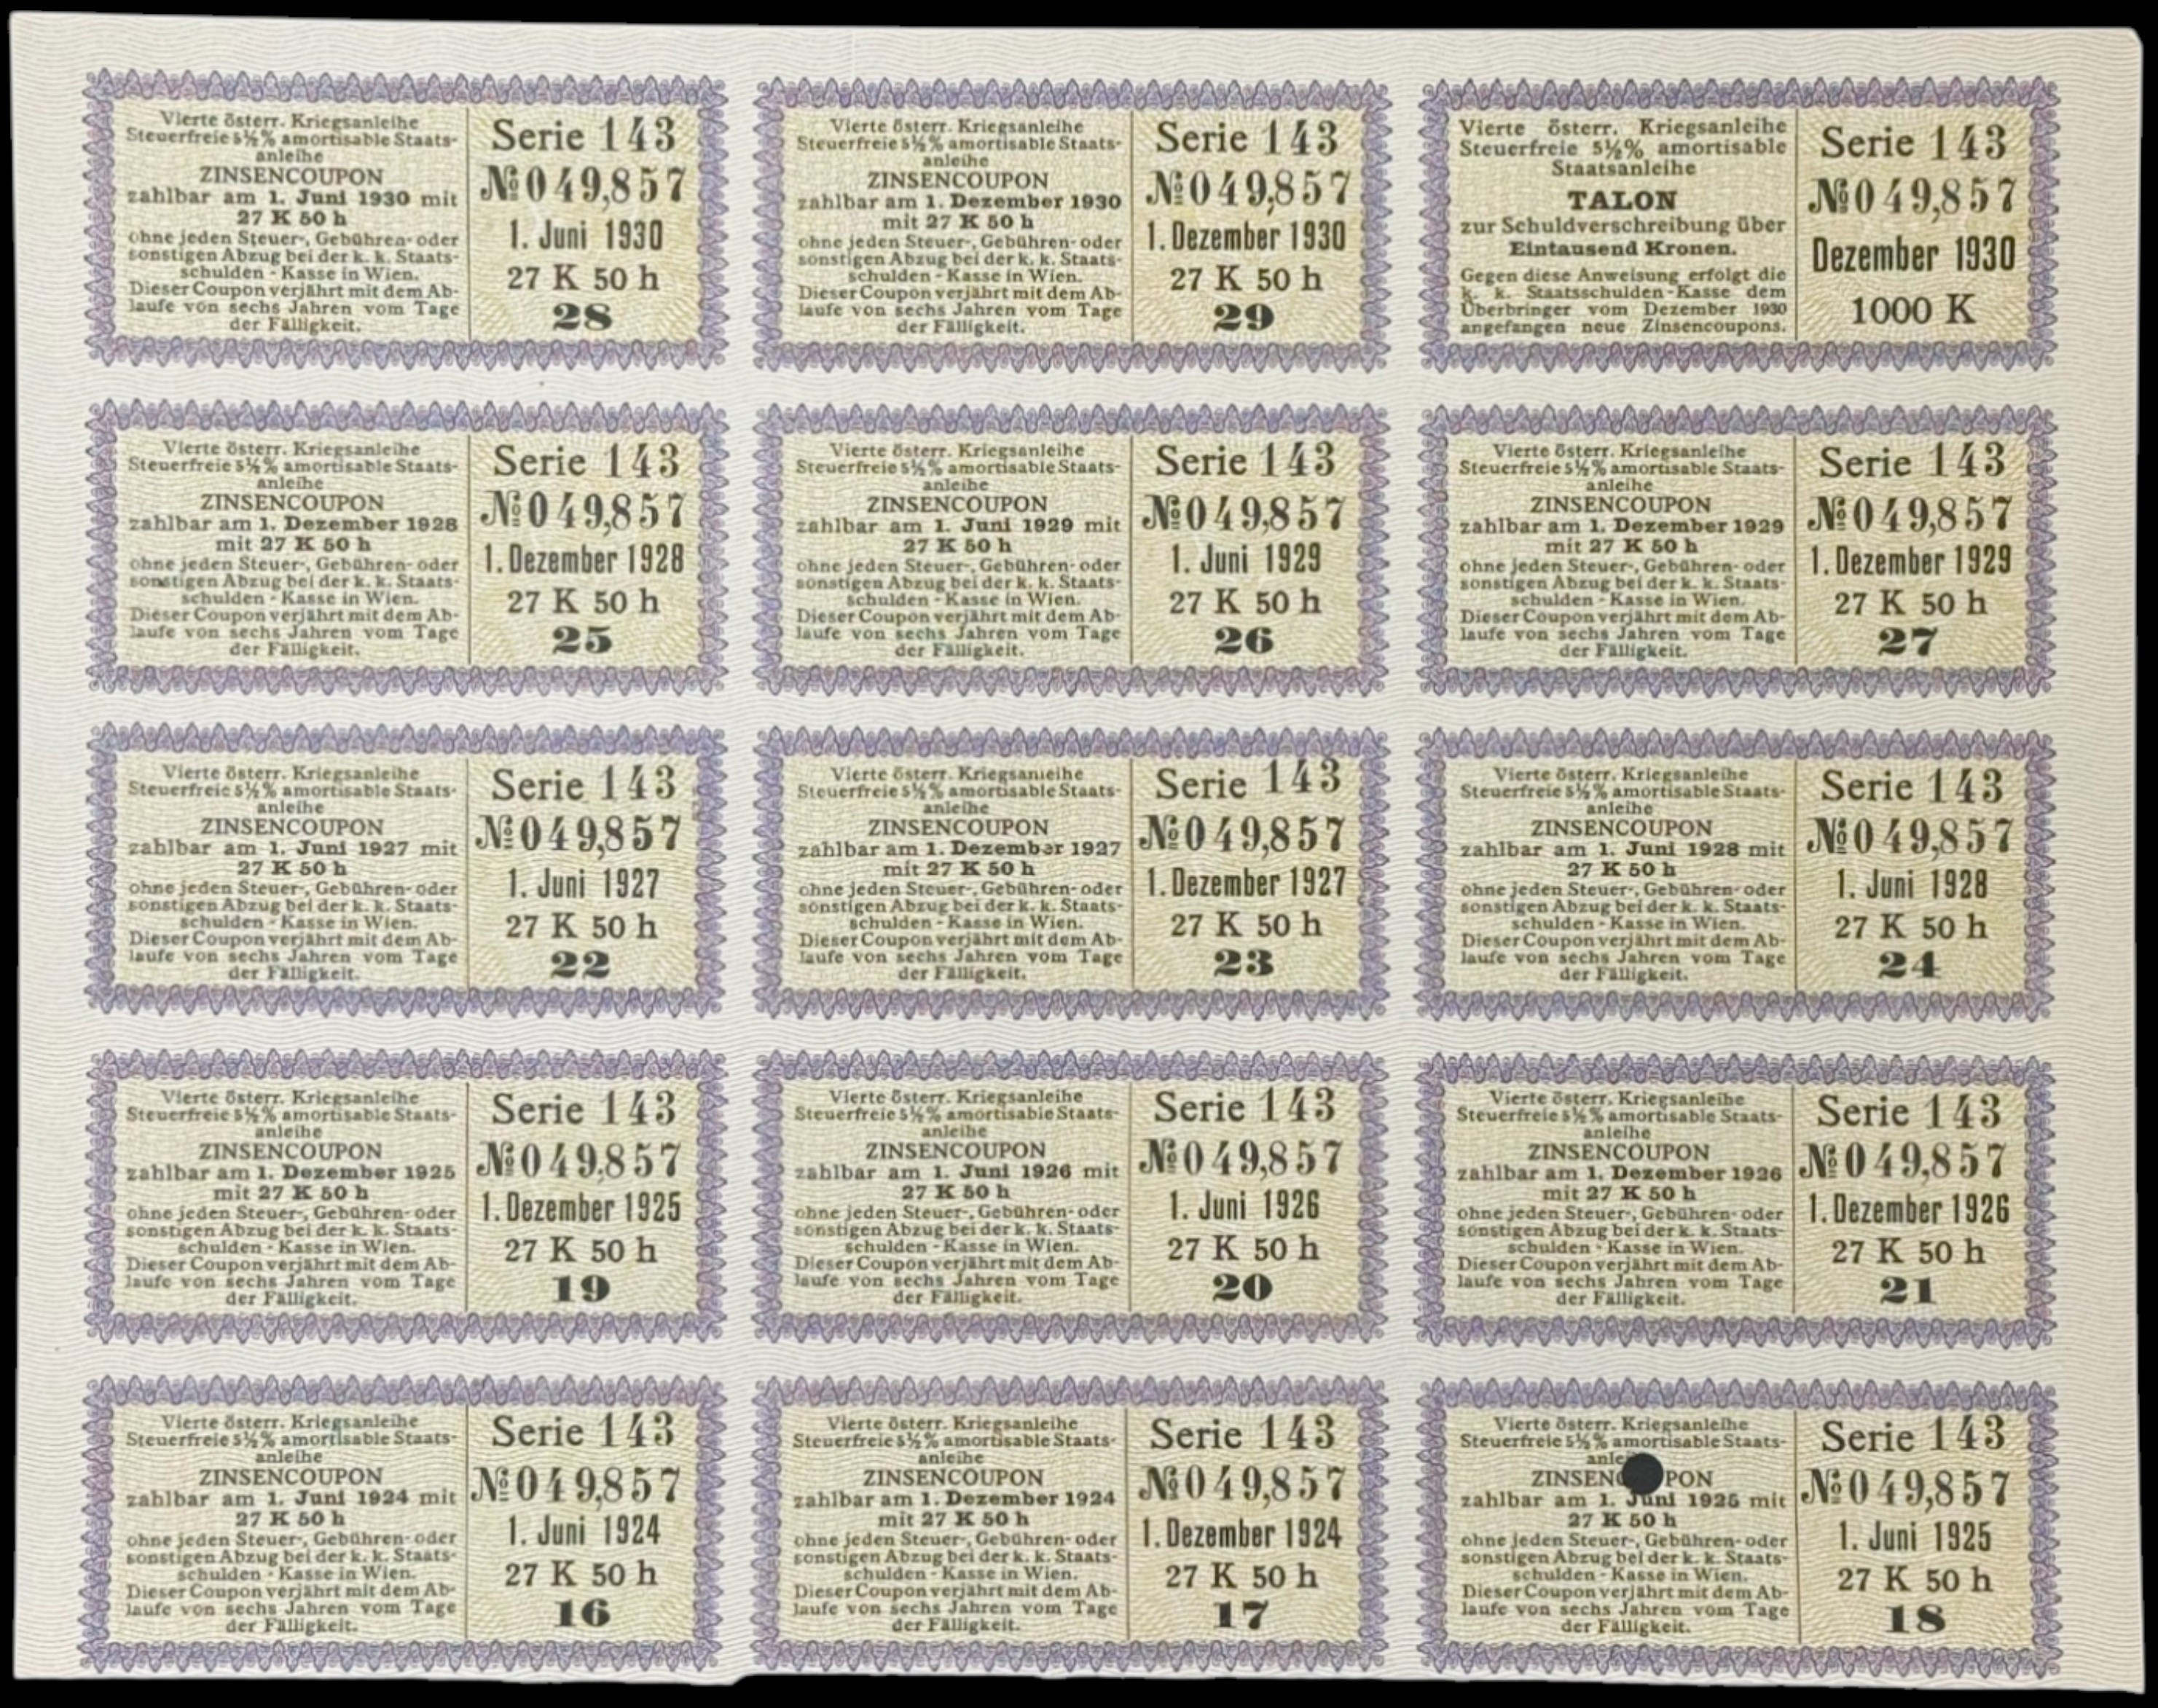 Vierte österr. Kriegsanleihe
Steuerfreie 5½% amortisable Staats-
anleihe
ZINSENCOUPON
zahlbar am 1. Juni 1930 mit
27 K 50 h
ohne jeden Steuer-, Gebühren- oder
sonstigen Abzug bei der k. k. Staats-
schulden - Kasse in Wien.
Dieser Coupon verjährt mit dem Ab-
laufe von sechs Jahren vom Tage
der Fälligkeit.
Serie 143
№ 049,857
1. Juni 1930
27 K 50 h
28
Vierte österr. Kriegsanleihe
Steuerfreie 5½% amortisable Staats-
anleihe
ZINSENCOUPON
zahlbar am 1. Dezember 1930
mit 27 K 50 h
ohne jeden Steuer-, Gebühren- oder
sonstigen Abzug bei der k. k. Staats-
schulden - Kasse in Wien.
Dieser Coupon verjährt mit dem Ab-
laufe von sechs Jahren vom Tage
der Fälligkeit.
Serie 143
№ 049,857
1. Dezember 1930
27 K 50 h
29
Vierte österr. Kriegsanleihe
Steuerfreie 5½% amortisable
Staatsanleihe
TALON
zur Schuldverschreibung über
Eintausend Kronen.
Gegen diese Anweisung erfolgt die
k. k. Staatsschulden - Kasse dem
Überbringer vom Dezember 1930
angefangen neue Zinsencoupons.
Serie 143
№ 049,857
Dezember 1930
1000 K
Vierte österr. Kriegsanleihe
Steuerfreie 5½% amortisable Staats-
anleihe
ZINSENCOUPON
zahlbar am 1. Dezember 1928
mit 27 K 50 h
ohne jeden Steuer-, Gebühren- oder
sonstigen Abzug bei der k. k. Staats-
schulden - Kasse in Wien.
Dieser Coupon verjährt mit dem Ab-
laufe von sechs Jahren vom Tage
der Fälligkeit.
Serie 143
№ 049,857
1. Dezember 1928
27 K 50 h
25
Vierte österr. Kriegsanleihe
Steuerfreie 5½% amortisable Staats-
anleihe
ZINSENCOUPON
zahlbar am 1. Juni 1929 mit
27 K 50 h
ohne jeden Steuer-, Gebühren- oder
sonstigen Abzug bei der k. k. Staats-
schulden - Kasse in Wien.
Dieser Coupon verjährt mit dem Ab-
laufe von sechs Jahren vom Tage
der Fälligkeit.
Serie 143
№ 049,857
1. Juni 1929
27 K 50 h
26
Vierte österr. Kriegsanleihe
Steuerfreie 5½% amortisable Staats-
anleihe
ZINSENCOUPON
zahlbar am 1. Dezember 1929
mit 27 K 50 h
ohne jeden Steuer-, Gebühren- oder
sonstigen Abzug bei der k. k. Staats-
schulden - Kasse in Wien.
Dieser Coupon verjährt mit dem Ab-
laufe von sechs Jahren vom Tage
der Fälligkeit.
Serie 143
№ 049,857
1. Dezember 1929
27 K 50 h
27
Vierte österr. Kriegsanleihe
Steuerfreie 5½% amortisable Staats-
anleihe
ZINSENCOUPON
zahlbar am 1. Juni 1927 mit
27 K 50 h
ohne jeden Steuer-, Gebühren- oder
sonstigen Abzug bei der k. k. Staats-
schulden - Kasse in Wien.
Dieser Coupon verjährt mit dem Ab-
laufe von sechs Jahren vom Tage
der Fälligkeit.
Serie 143
№ 049,857
1. Juni 1927
27 K 50 h
22
Vierte österr. Kriegsanleihe
Steuerfreie 5½% amortisable Staats-
anleihe
ZINSENCOUPON
zahlbar am 1. Dezember 1927
mit 27 K 50 h
ohne jeden Steuer-, Gebühren- oder
sonstigen Abzug bei der k. k. Staats-
schulden - Kasse in Wien.
Dieser Coupon verjährt mit dem Ab-
laufe von sechs Jahren vom Tage
der Fälligkeit.
Serie 143
№ 049,857
1. Dezember 1927
27 K 50 h
23
Vierte österr. Kriegsanleihe
Steuerfreie 5½% amortisable Staats-
anleihe
ZINSENCOUPON
zahlbar am 1. Juni 1928 mit
27 K 50 h
ohne jeden Steuer-, Gebühren- oder
sonstigen Abzug bei der k. k. Staats-
schulden - Kasse in Wien.
Dieser Coupon verjährt mit dem Ab-
laufe von sechs Jahren vom Tage
der Fälligkeit.
Serie 143
№ 049,857
1. Juni 1928
27 K 50 h
24
Vierte österr. Kriegsanleihe
Steuerfreie 5½% amortisable Staats-
anleihe
ZINSENCOUPON
zahlbar am 1. Dezember 1925
mit 27 K 50 h
ohne jeden Steuer-, Gebühren- oder
sonstigen Abzug bei der k. k. Staats-
schulden - Kasse in Wien.
Dieser Coupon verjährt mit dem Ab-
laufe von sechs Jahren vom Tage
der Fälligkeit.
Serie 143
№ 049,857
1. Dezember 1925
27 K 50 h
19
Vierte österr. Kriegsanleihe
Steuerfreie 5½% amortisable Staats-
anleihe
ZINSENCOUPON
zahlbar am 1. Juni 1926 mit
27 K 50 h
ohne jeden Steuer-, Gebühren- oder
sonstigen Abzug bei der k. k. Staats-
schulden - Kasse in Wien.
Dieser Coupon verjährt mit dem Ab-
laufe von sechs Jahren vom Tage
der Fälligkeit.
Serie 143
№ 049,857
1. Juni 1926
27 K 50 h
20
Vierte österr. Kriegsanleihe
Steuerfreie 5½% amortisable Staats-
anleihe
ZINSENCOUPON
zahlbar am 1. Dezember 1926
mit 27 K 50 h
ohne jeden Steuer-, Gebühren- oder
sonstigen Abzug bei der k. k. Staats-
schulden - Kasse in Wien.
Dieser Coupon verjährt mit dem Ab-
laufe von sechs Jahren vom Tage
der Fälligkeit.
Serie 143
№ 049,857
1. Dezember 1926
27 K 50 h
21
Vierte österr. Kriegsanleihe
Steuerfreie 5½% amortisable Staats-
anleihe
ZINSENCOUPON
zahlbar am 1. Juni 1924 mit
27 K 50 h
ohne jeden Steuer-, Gebühren- oder
sonstigen Abzug bei der k. k. Staats-
schulden - Kasse in Wien.
Dieser Coupon verjährt mit dem Ab-
laufe von sechs Jahren vom Tage
der Fälligkeit.
Serie 143
№ 049,857
1. Juni 1924
27 K 50 h
16
Vierte österr. Kriegsanleihe
Steuerfreie 5½% amortisable Staats-
anleihe
ZINSENCOUPON
zahlbar am 1. Dezember 1924
mit 27 K 50 h
ohne jeden Steuer-, Gebühren- oder
sonstigen Abzug bei der k. k. Staats-
schulden - Kasse in Wien.
Dieser Coupon verjährt mit dem Ab-
laufe von sechs Jahren vom Tage
der Fälligkeit.
Serie 143
№ 049,857
1. Dezember 1924
27 K 50 h
17
Vierte österr. Kriegsanleihe
Steuerfreie 5½% amortisable Staats-
zahlbar am 1. Juni 1925 mit
27 K 50 h
ohne jeden Steuer-, Gebühren- oder
sonstigen Abzug bei der k. k. Staats-
schulden - Kasse in Wien.
Dieser Coupon verjährt mit dem Ab-
laufe von sechs Jahren vom Tage
der Fälligkeit.
Serie 143
№ 049,857
1. Juni 1925
27 K 50 h
18